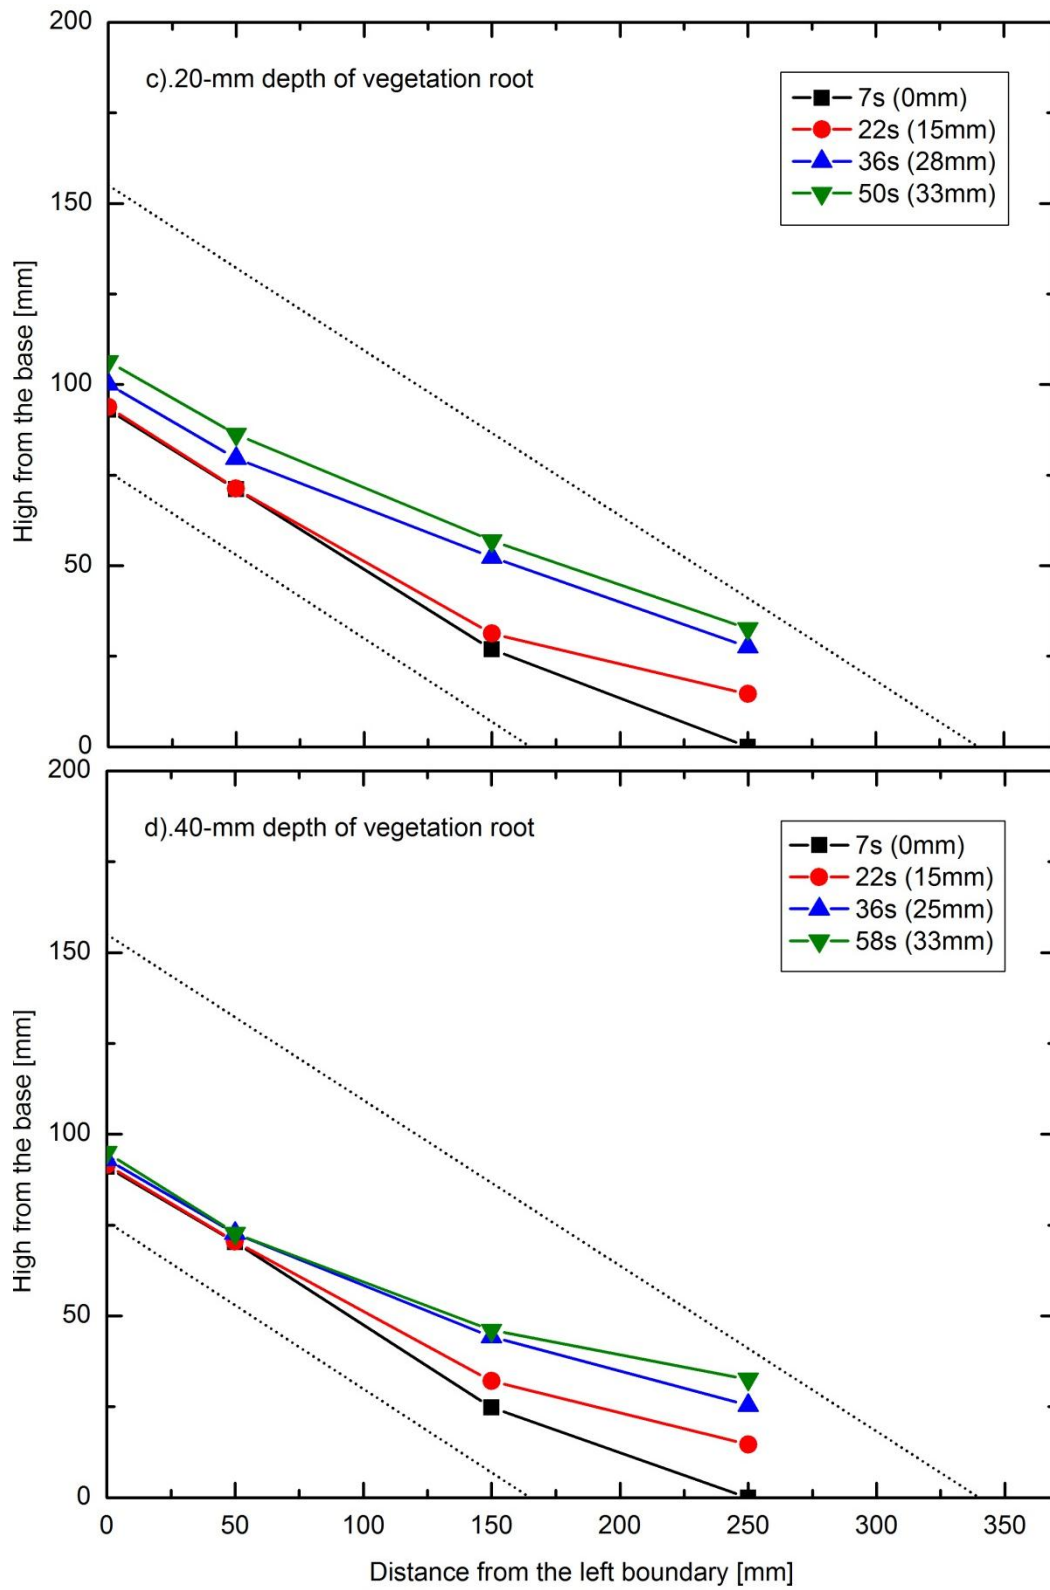 200
c).20-mm depth of vegetation root
7s (0mm)
22s (15mm)
36s (28mm)
50s (33mm)
150
100
50
0
High from the base [mm]
200
d).40-mm depth of vegetation root
7s (0mm)
22s (15mm)
36s (25mm)
58s (33mm)
150
100
50
0
High from the base [mm]
0 50 100 150 200 250 300 350
Distance from the left boundary [mm]